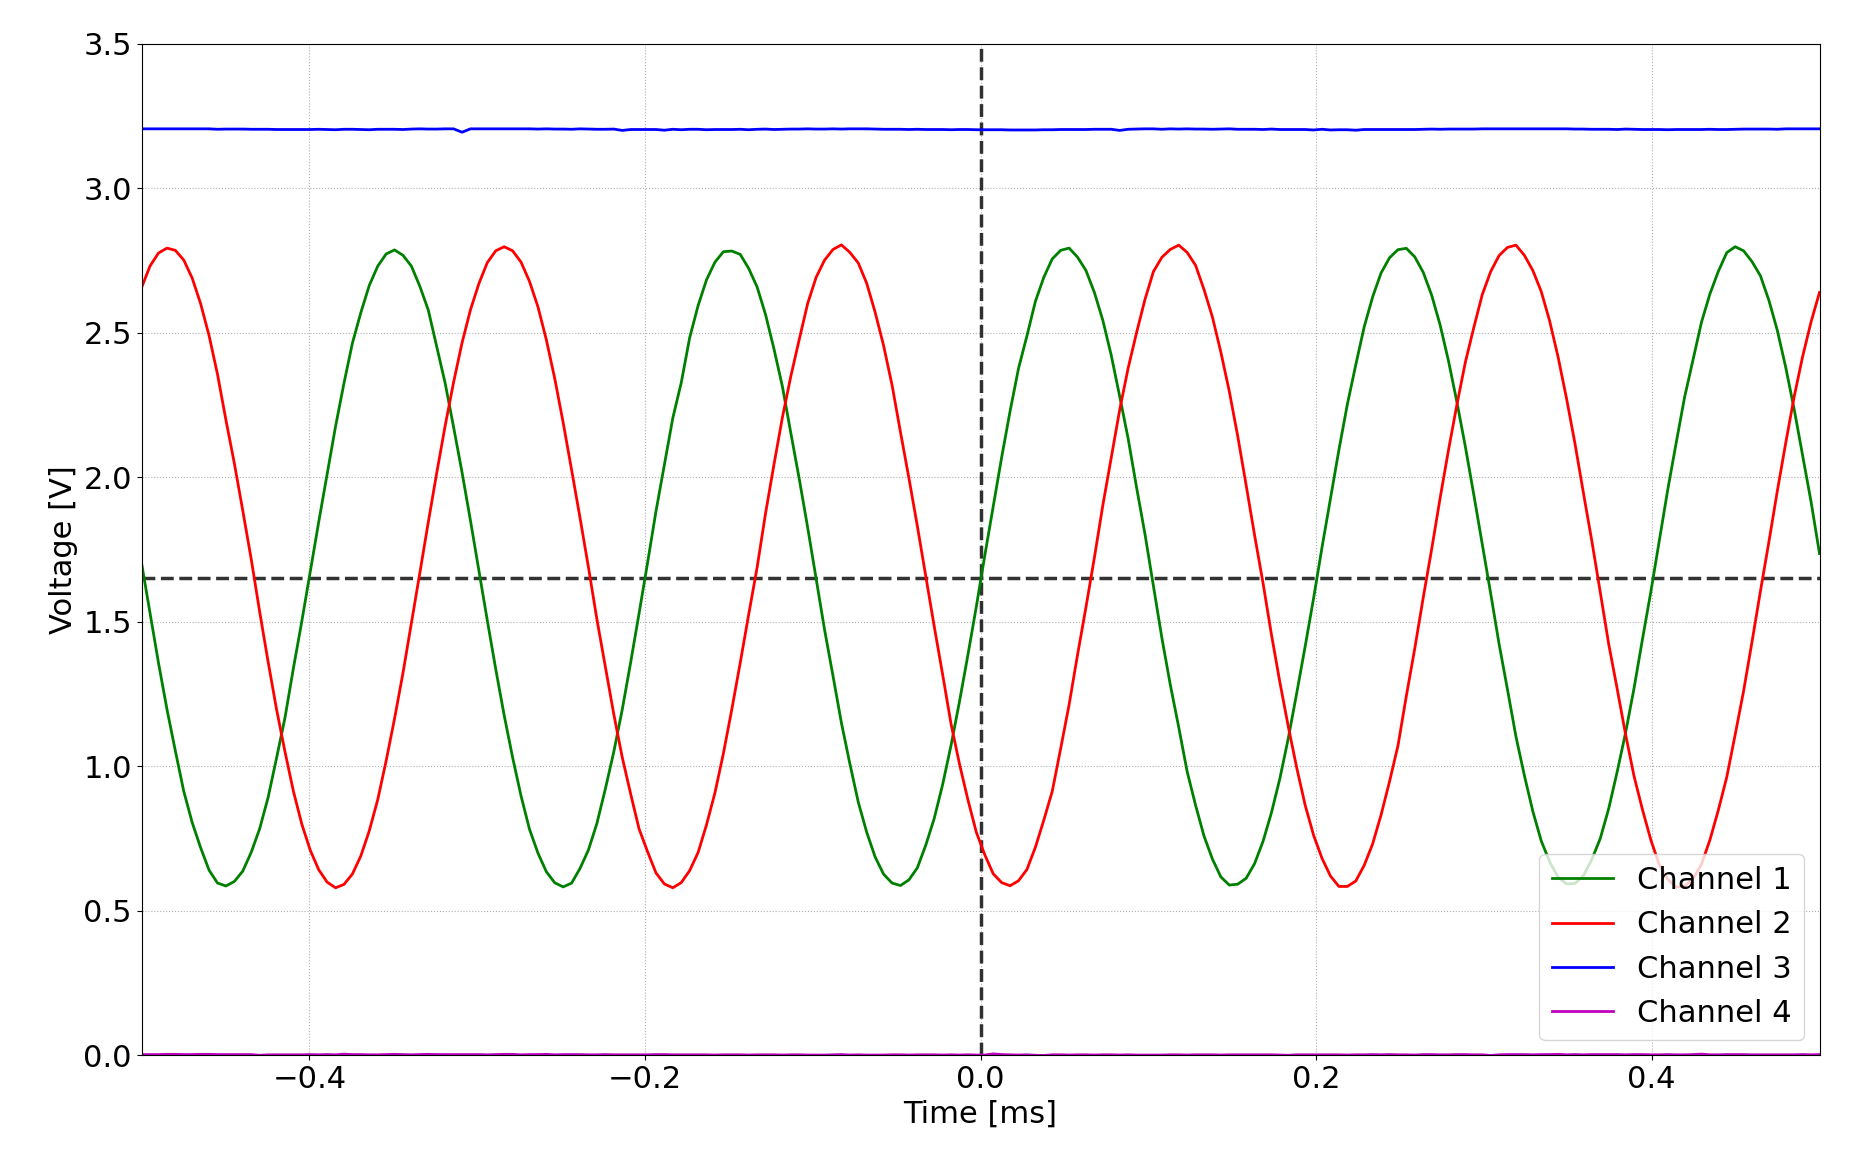 3.5
3.0
2.5
2.0
1.5
1.0
0.5
0.0
Voltage [V]
−0.4
−0.2
0.0
0.2
0.4
Time [ms]
Channel 1
Channel 2
Channel 3
Channel 4